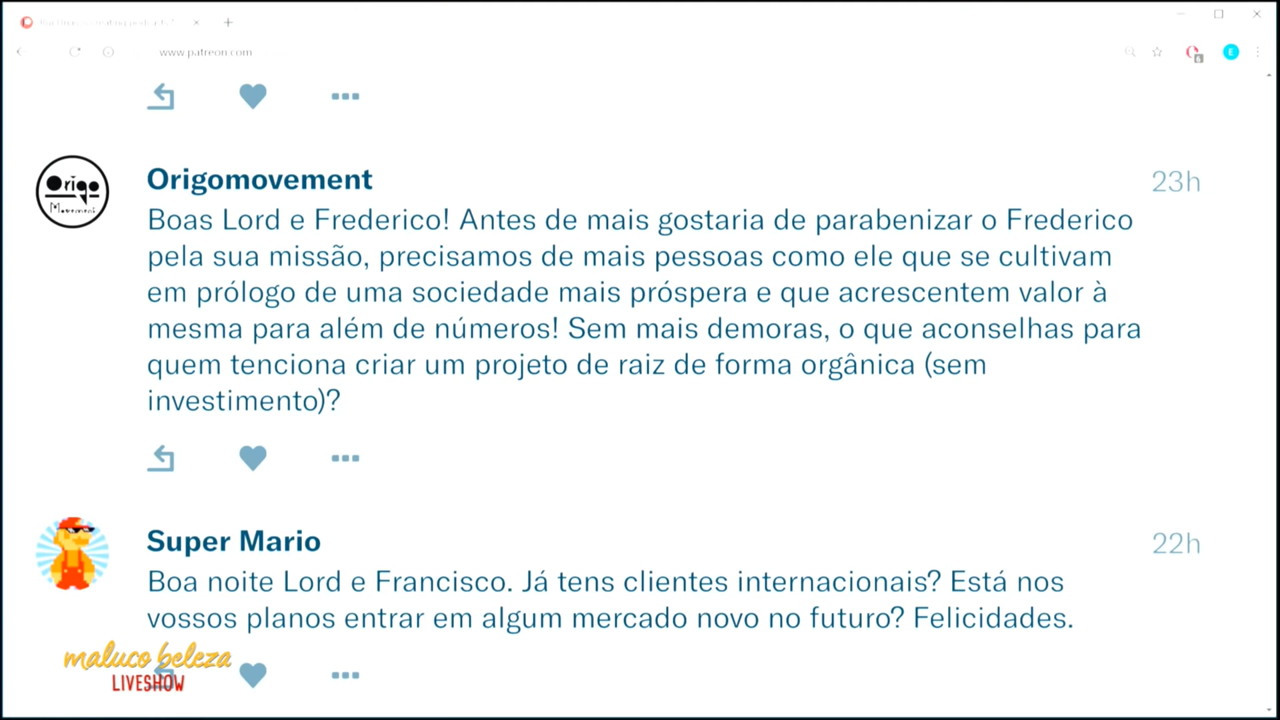 www.patreon.com
Origo
Movement
Origomovement
23h
Boas Lord e Frederico! Antes de mais gostaria de parabenizar o Frederico
pela sua missão, precisamos de mais pessoas como ele que se cultivam
em prólogo de uma sociedade mais próspera e que acrescentem valor à
mesma para além de números! Sem mais demoras, o que aconselhas para
quem tenciona criar um projeto de raiz de forma orgânica (sem
investimento)?
Super Mario
22h
Boa noite Lord e Francisco. Já tens clientes internacionais? Está nos
vossos planos entrar em algum mercado novo no futuro? Felicidades.
maluco beleza
LIVESHOW